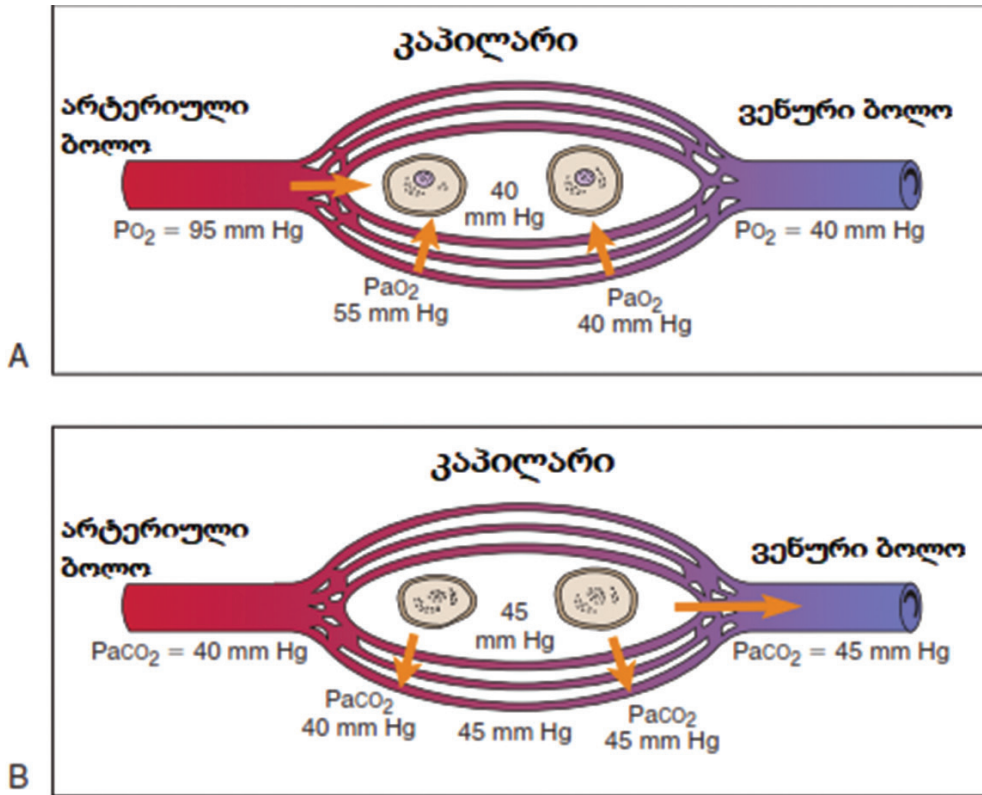 კაპილარი
არტერიული
ბოლო
ვენური ბოლო
40
mm Hg
PO₂ = 95 mm Hg
PO₂ = 40 mm Hg
PaO₂
55 mm Hg
PaO₂
40 mm Hg
A
კაპილარი
არტერიული
ბოლო
ვენური ბოლო
45
mm Hg
PaCO₂ = 40 mm Hg
PaCO₂ = 45 mm Hg
PaCO₂
40 mm Hg
45 mm Hg
PaCO₂
45 mm Hg
B